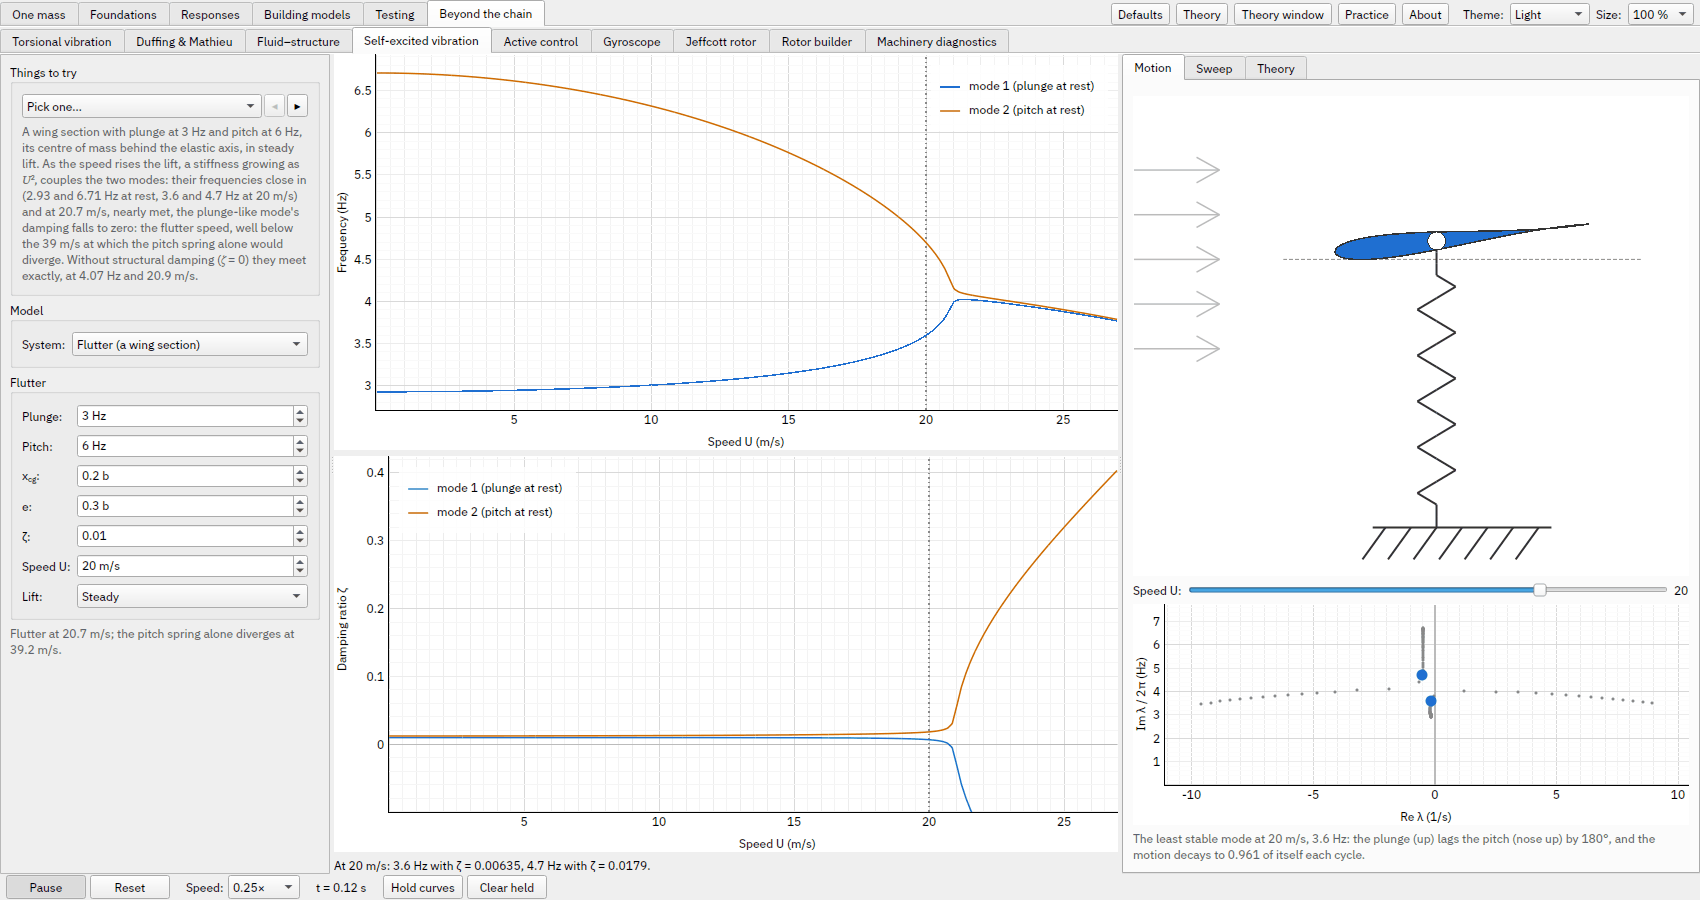 One mass
Foundations
Responses
Building models
Testing
Beyond the chain
Defaults
Theory
Theory window
Practice
About
Theme:
Light
Size:
100 %
Torsional vibration
Duffing & Mathieu
Fluid–structure
Self-excited vibration
Active control
Gyroscope
Jeffcott rotor
Rotor builder
Machinery diagnostics
Things to try
Pick one...
A wing section with plunge at 3 Hz and pitch at 6 Hz,
its centre of mass behind the elastic axis, in steady
lift. As the speed rises the lift, a stiffness growing as
U², couples the two modes: their frequencies close in
(2.93 and 6.71 Hz at rest, 3.6 and 4.7 Hz at 20 m/s)
and at 20.7 m/s, nearly met, the plunge-like mode's
damping falls to zero: the flutter speed, well below
the 39 m/s at which the pitch spring alone would
diverge. Without structural damping (ζ = 0) they meet
exactly, at 4.07 Hz and 20.9 m/s.
Model
System:
Flutter (a wing section)
Flutter
Plunge:
3 Hz
Pitch:
6 Hz
xcg:
0.2 b
e:
0.3 b
ζ:
0.01
Speed U:
20 m/s
Lift:
Steady
Flutter at 20.7 m/s; the pitch spring alone diverges at
39.2 m/s.
Frequency (Hz)
6.5
6
5.5
5
4.5
4
3.5
3
mode 1 (plunge at rest)
mode 2 (pitch at rest)
5
10
15
20
25
Speed U (m/s)
Damping ratio ζ
0.4
0.3
0.2
0.1
0
mode 1 (plunge at rest)
mode 2 (pitch at rest)
5
10
15
20
25
Speed U (m/s)
At 20 m/s: 3.6 Hz with ζ = 0.00635, 4.7 Hz with ζ = 0.0179.
Motion
Sweep
Theory
Speed U:
20
Im λ / 2π (Hz)
7
6
5
4
3
2
1
-10
-5
0
5
10
Re λ (1/s)
The least stable mode at 20 m/s, 3.6 Hz: the plunge (up) lags the pitch (nose up) by 180°, and the
motion decays to 0.961 of itself each cycle.
Pause
Reset
Speed:
0.25×
t = 0.12 s
Hold curves
Clear held